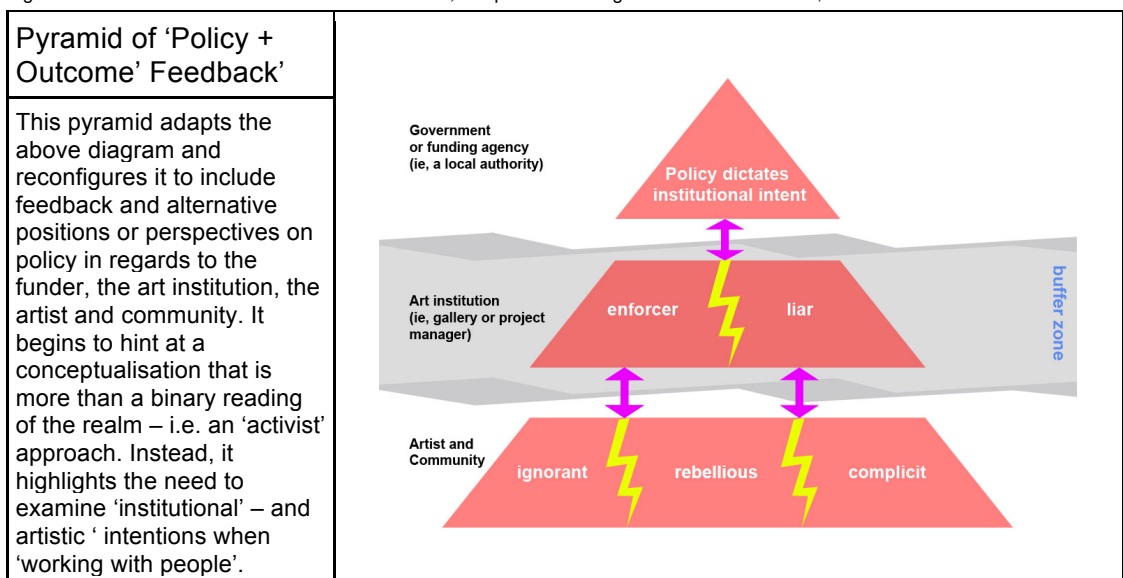 Pyramid of ‘Policy +
Outcome’ Feedback’
This pyramid adapts the
above diagram and
reconfigures it to include
feedback and alternative
positions or perspectives on
policy in regards to the
funder, the art institution, the
artist and community. It
begins to hint at a
conceptualisation that is
more than a binary reading
of the realm – i.e. an ‘activist’
approach. Instead, it
highlights the need to
examine ‘institutional’ – and
artistic ‘ intentions when
‘working with people’.
Government
or funding agency
(ie, a local authority)
Policy dictates
institutional intent
Art institution
(ie, gallery or project
manager)
enforcer
liar
buffer zone
Artist and
Community
ignorant
rebellious
complicit